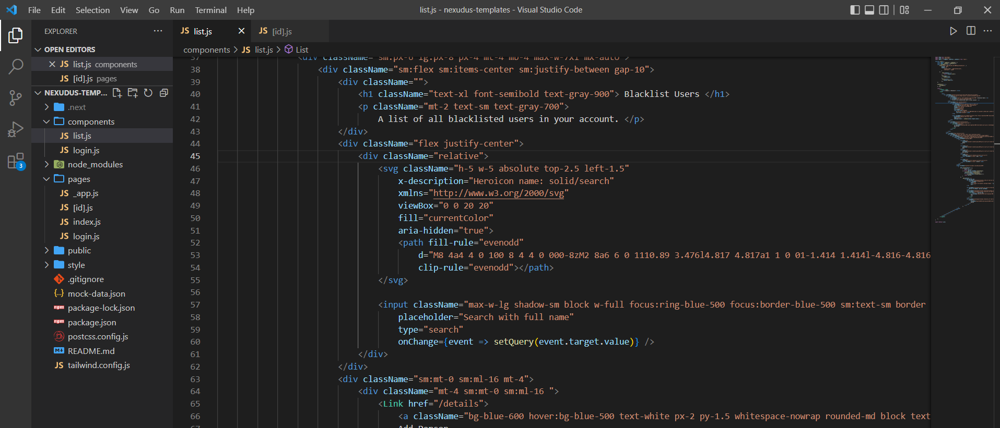 File Edit Selection View Go Run Terminal Help
list.js - nexudus-templates - Visual Studio Code
EXPLORER
OPEN EDITORS
JS list.js components
JS [id].js pages
NEXUDUS-TEMP...
.next
components
JS list.js
JS login.js
node_modules
pages
JS _app.js
JS [id].js
JS index.js
JS login.js
public
style
.gitignore
{..} mock-data.json
npm package-lock.json
npm package.json
postcss.config.js
README.md
JS tailwind.config.js
3
JS list.js
JS [id].js
components > JS list.js > List
37 <div className="sm:px-6 lg:px-8 px-4 mt-4 mb-4 max-w-7xl mx-auto">
38 <div className="sm:flex sm:items-center sm:justify-between gap-10">
39 <div className="">
40 <h1 className="text-xl font-semibold text-gray-900"> Blacklist Users </h1>
41 <p className="mt-2 text-sm text-gray-700">
42 A list of all blacklisted users in your account. </p>
43 </div>
44 <div className="flex justify-center">
45 <div className="relative">
46 <svg className="h-5 w-5 absolute top-2.5 left-1.5"
47 x-description="Heroicon name: solid/search"
48 xmlns="http://www.w3.org/2000/svg"
49 viewBox="0 0 20 20"
50 fill="currentColor"
51 aria-hidden="true">
52 <path fill-rule="evenodd"
53 d="M8 4a4 4 0 100 8 4 4 0 000-8zM2 8a6 6 0 1110.89 3.476l4.817 4.817a1 1 0 01-1.414 1.414l-4.816-4.816
54 clip-rule="evenodd"></path>
55 </svg>
56
57 <input className="max-w-lg shadow-sm block w-full focus:ring-blue-500 focus:border-blue-500 sm:text-sm border
58 placeholder="Search with full name"
59 type="search"
60 onChange={event => setQuery(event.target.value)} />
61 </div>
62 </div>
63 <div className="sm:mt-0 sm:ml-16 mt-4">
64 <div className="mt-4 sm:mt-0 sm:ml-16 ">
65 <Link href="/details">
66 <a className="bg-blue-600 hover:bg-blue-500 text-white px-2 py-1.5 whitespace-nowrap rounded-md block text
67 Add Person